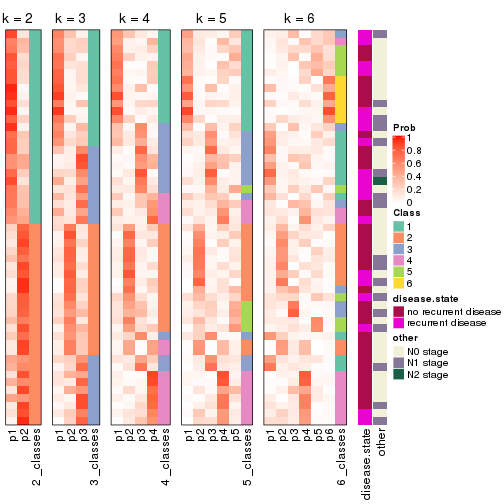 k = 2 k = 3 k = 4 k = 5 k = 6
Prob
1
0.8
0.6
0.4
0.2
0
Class
1
2
3
4
5
6
disease.state
no recurrent disease
recurrent disease
other
N0 stage
N1 stage
N2 stage
p1 p2 2_classes p1 p2 p3 3_classes p1 p2 p3 p4 4_classes p1 p2 p3 p4 p5 5_classes p1 p2 p3 p4 p5 p6 6_classes disease.state other